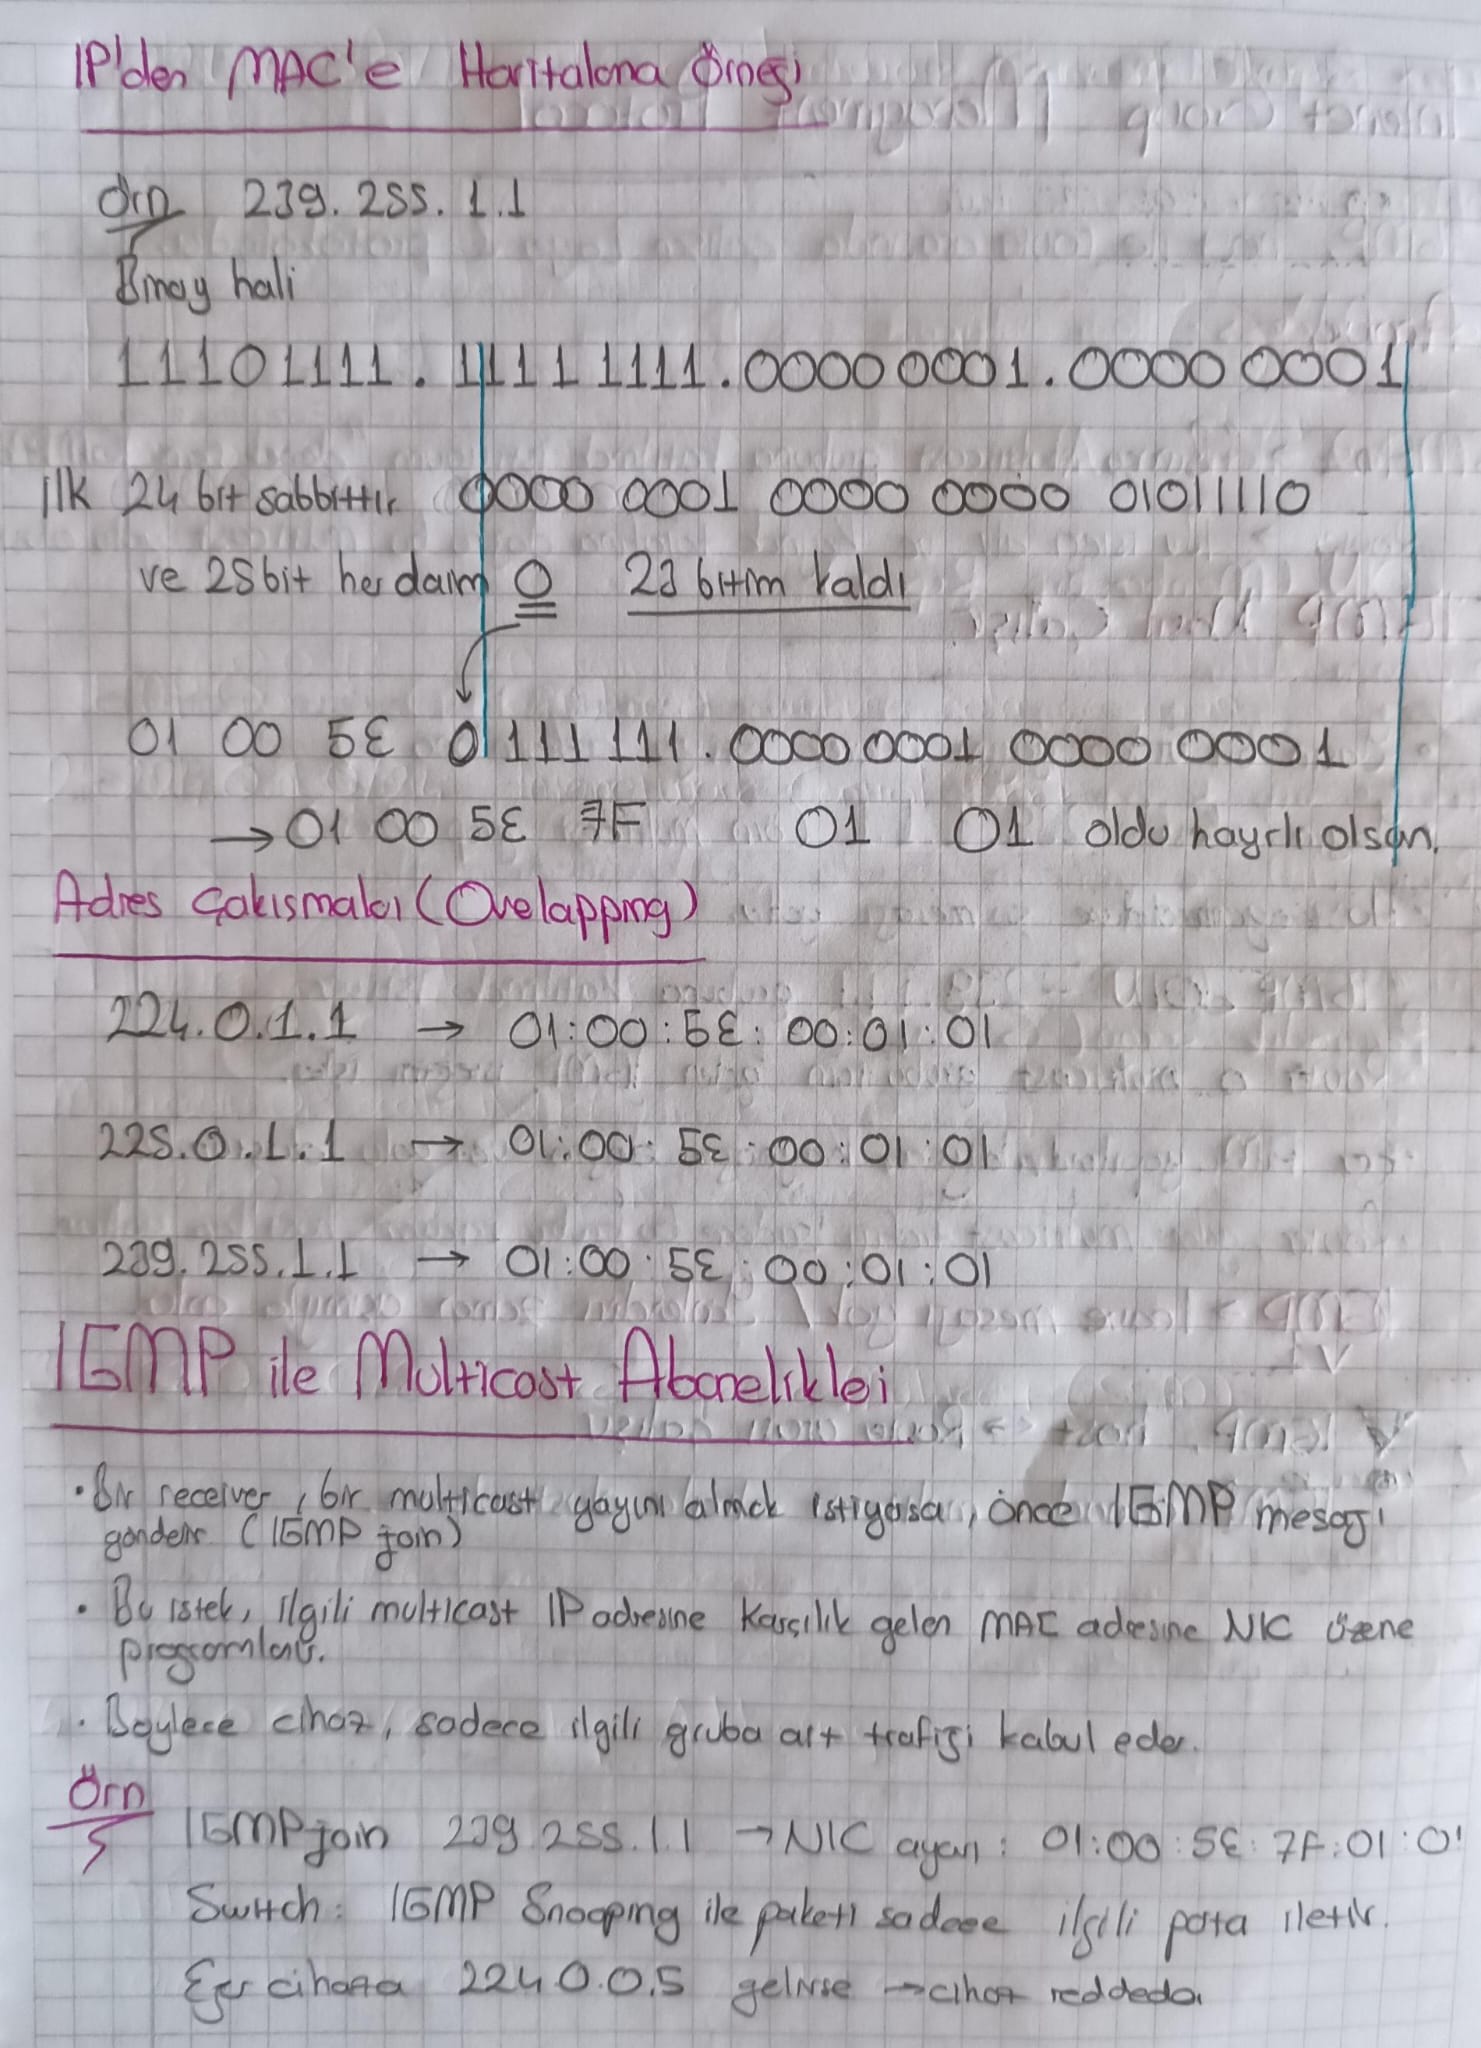 IP'den MAC'e Haritalama Örneği
Örn 239.255.1.1
Binary hali
11101111.11111111.00000001.00000001
ilk 24 bit sabbittir 0000 0001 0000 0000 01011110
ve 25 bit her daim 0 23 bitim kaldı
01 00 5E 0111 111.0000 0001 0000 0001
→ 01 00 5E 7F 01 01 oldu hayırlı olsun.
Adres Çakışmaları (Overlapping)
224.0.1.1 → 01:00:5E:00:01:01
225.0.1.1 → 01:00:5E:00:01:01
239.255.1.1 → 01:00:5E:00:01:01
IGMP ile Multicast Abonelikleri
• Bir receiver, bir multicast yayını almak istiyorsa, önce IGMP mesajı
gönderir (IGMP join)
• Bu istek, ilgili multicast IP adresine karşılık gelen MAC adresine NIC üzerine
programlanır.
• Böylece cihaz, sadece ilgili gruba ait trafiği kabul eder.
Örn
IGMP join 239.255.1.1 → NIC ayarı: 01:00:5E:7F:01:01
Switch: IGMP Snooping ile paketi sadece ilgili porta iletir.
Eğer cihaza 224.0.0.5 gelirse → cihaz reddeder